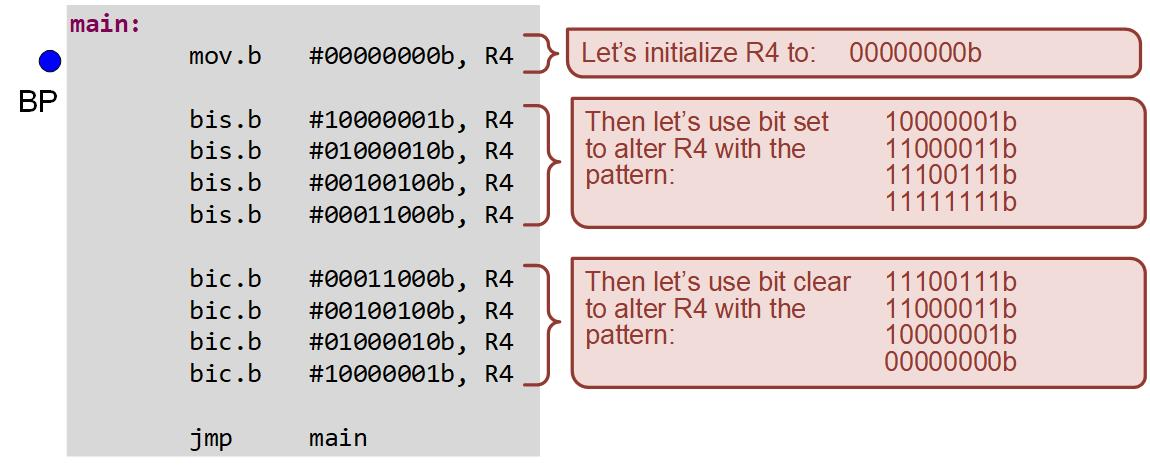 main:
mov.b #00000000b, R4
Let's initialize R4 to: 00000000b
BP
bis.b #10000001b, R4
bis.b #01000010b, R4
bis.b #00100100b, R4
bis.b #00011000b, R4
Then let's use bit set 10000001b
to alter R4 with the 11000011b
pattern: 11100111b
11111111b
bic.b #00011000b, R4
bic.b #00100100b, R4
bic.b #01000010b, R4
bic.b #10000001b, R4
Then let's use bit clear 11100111b
to alter R4 with the 11000011b
pattern: 10000001b
00000000b
jmp main